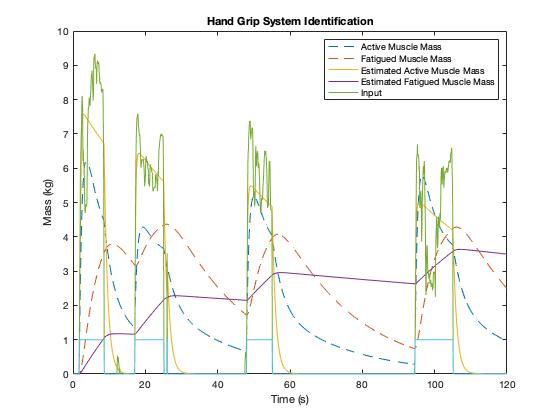 Hand Grip System Identification
10
9
8
7
6
5
4
3
2
1
0
Mass (kg)
Active Muscle Mass
Fatigued Muscle Mass
Estimated Active Muscle Mass
Estimated Fatigued Muscle Mass
Input
0 20 40 60 80 100 120
Time (s)